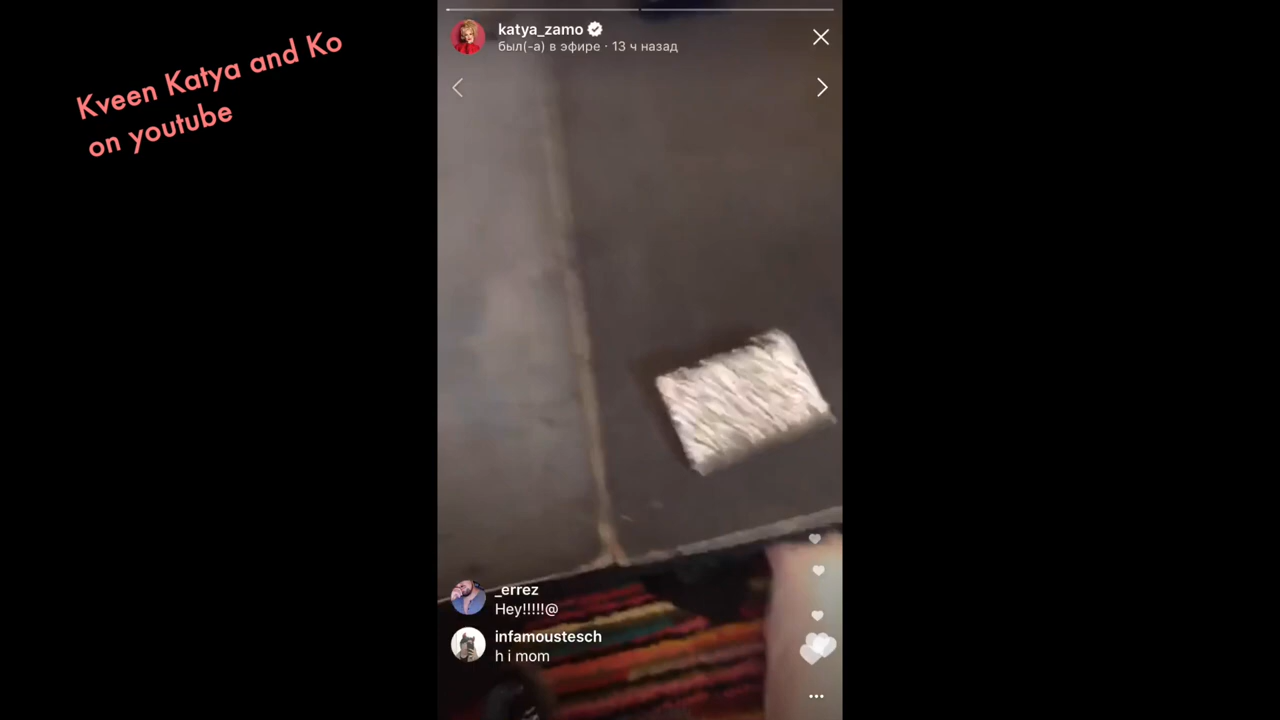 Kveen Katya and Ko
on youtube
katya_zamo
был(-а) в эфире · 13 ч назад
_errez
Hey!!!!!@
infamoustesch
h i mom